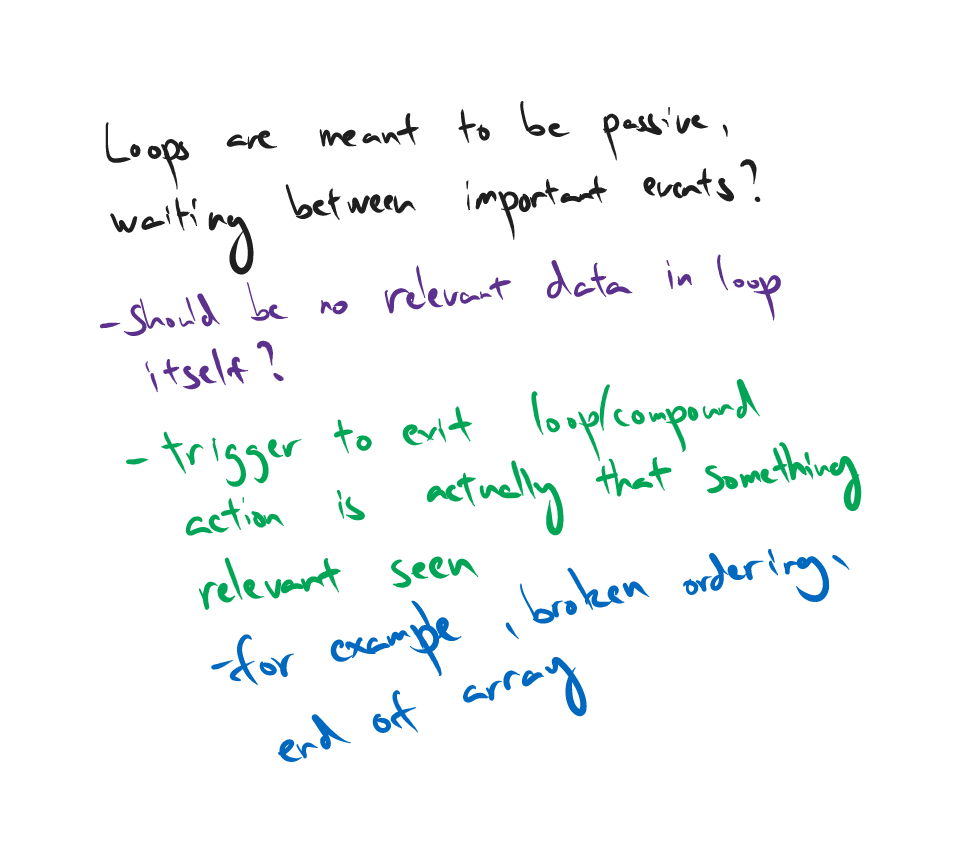 Loops are meant to be passive,
waiting between important events?
- Should be no relevant data in loop
itself?
- trigger to exit loop/compound
action is actually that something
relevant seen
- for example, broken ordering,
end of array